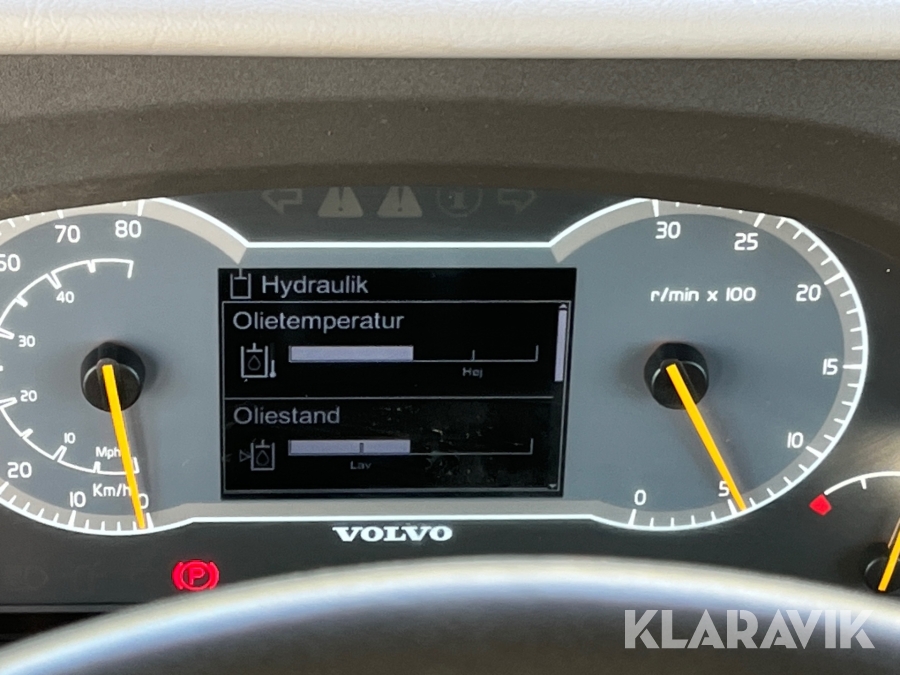 70 80
60
40
30
20
10
Mph
20
10 Km/h 0
Hydraulik
Olietemperatur
Høj
Oliestand
Lav
30 25
r/min x 100 20
15
10
0 5
VOLVO
P
KLARAVIK